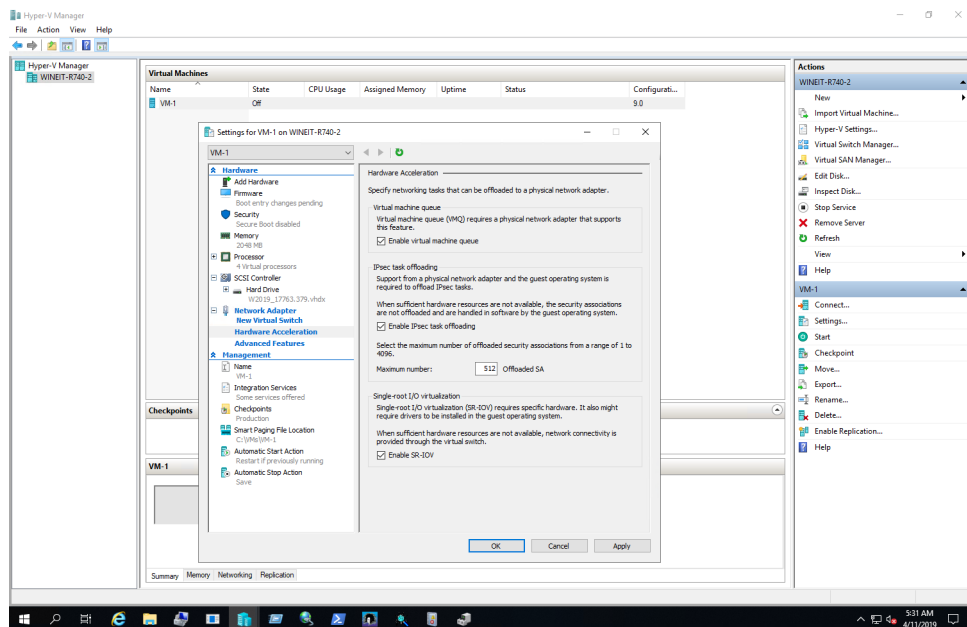 Hyper-V Manager
File Action View Help
Hyper-V Manager
WINEIT-R740-2
Virtual Machines
Name State CPU Usage Assigned Memory Uptime Status Configurati...
VM-1 Off 9.0
Checkpoints
VM-1
Summary Memory Networking Replication
Settings for VM-1 on WINEIT-R740-2
VM-1
Hardware
Add Hardware
Firmware
Boot entry changes pending
Security
Secure Boot disabled
Memory
2048 MB
Processor
4 Virtual processors
SCSI Controller
Hard Drive
W2019_17763.379.vhdx
Network Adapter
New Virtual Switch
Hardware Acceleration
Advanced Features
Management
Name
VM-1
Integration Services
Some services offered
Checkpoints
Production
Smart Paging File Location
C:\VMs\VM-1
Automatic Start Action
Restart if previously running
Automatic Stop Action
Save
Hardware Acceleration
Specify networking tasks that can be offloaded to a physical network adapter.
Virtual machine queue
Virtual machine queue (VMQ) requires a physical network adapter that supports
this feature.
Enable virtual machine queue
IPsec task offloading
Support from a physical network adapter and the guest operating system is
required to offload IPsec tasks.
When sufficient hardware resources are not available, the security associations
are not offloaded and are handled in software by the guest operating system.
Enable IPsec task offloading
Select the maximum number of offloaded security associations from a range of 1 to
4096.
Maximum number: 512 Offloaded SA
Single-root I/O virtualization
Single-root I/O virtualization (SR-IOV) requires specific hardware. It also might
require drivers to be installed in the guest operating system.
When sufficient hardware resources are not available, network connectivity is
provided through the virtual switch.
Enable SR-IOV
OK Cancel Apply
Actions
WINEIT-R740-2
New
Import Virtual Machine...
Hyper-V Settings...
Virtual Switch Manager...
Virtual SAN Manager...
Edit Disk...
Inspect Disk...
Stop Service
Remove Server
Refresh
View
Help
VM-1
Connect...
Settings...
Start
Checkpoint
Move...
Export...
Rename...
Delete...
Enable Replication...
Help
5:31 AM
4/11/2019